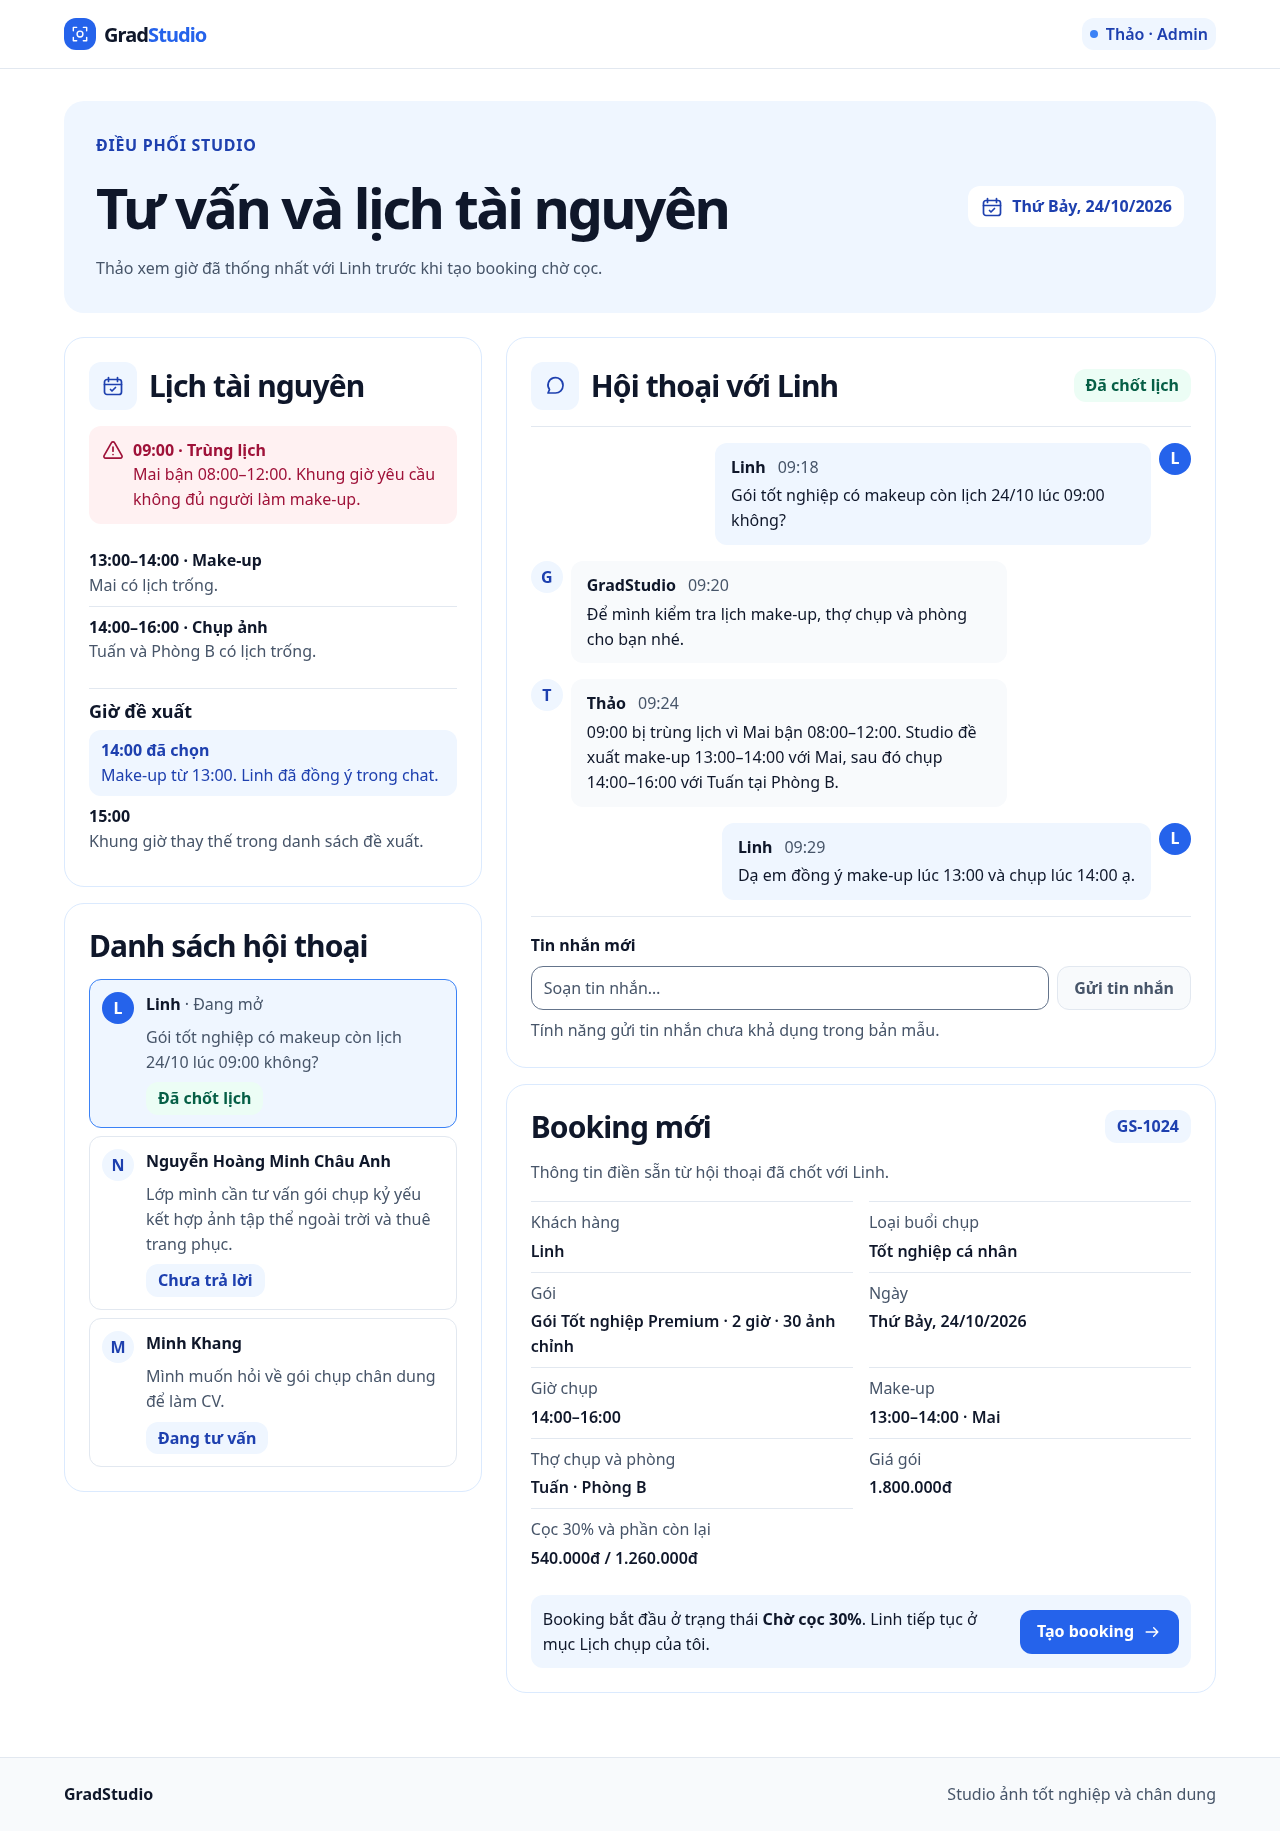 GradStudio
Thảo · Admin
ĐIỀU PHỐI STUDIO
Tư vấn và lịch tài nguyên
Thảo xem giờ đã thống nhất với Linh trước khi tạo booking chờ cọc.
Thứ Bảy, 24/10/2026
Lịch tài nguyên
09:00 · Trùng lịch
Mai bận 08:00–12:00. Khung giờ yêu cầu
không đủ người làm make-up.
13:00–14:00 · Make-up
Mai có lịch trống.
14:00–16:00 · Chụp ảnh
Tuấn và Phòng B có lịch trống.
Giờ đề xuất
14:00 đã chọn
Make-up từ 13:00. Linh đã đồng ý trong chat.
15:00
Khung giờ thay thế trong danh sách đề xuất.
Danh sách hội thoại
L
Linh · Đang mở
Gói tốt nghiệp có makeup còn lịch
24/10 lúc 09:00 không?
Đã chốt lịch
N
Nguyễn Hoàng Minh Châu Anh
Lớp mình cần tư vấn gói chụp kỷ yếu
kết hợp ảnh tập thể ngoài trời và thuê
trang phục.
Chưa trả lời
M
Minh Khang
Mình muốn hỏi về gói chụp chân dung
để làm CV.
Đang tư vấn
Hội thoại với Linh
Đã chốt lịch
Linh 09:18
L
Gói tốt nghiệp có makeup còn lịch 24/10 lúc 09:00
không?
G
GradStudio 09:20
Để mình kiểm tra lịch make-up, thợ chụp và phòng
cho bạn nhé.
T
Thảo 09:24
09:00 bị trùng lịch vì Mai bận 08:00–12:00. Studio đề
xuất make-up 13:00–14:00 với Mai, sau đó chụp
14:00–16:00 với Tuấn tại Phòng B.
Linh 09:29
L
Dạ em đồng ý make-up lúc 13:00 và chụp lúc 14:00 ạ.
Tin nhắn mới
Soạn tin nhắn...
Gửi tin nhắn
Tính năng gửi tin nhắn chưa khả dụng trong bản mẫu.
Booking mới
GS-1024
Thông tin điền sẵn từ hội thoại đã chốt với Linh.
Khách hàng
Linh
Loại buổi chụp
Tốt nghiệp cá nhân
Gói
Gói Tốt nghiệp Premium · 2 giờ · 30 ảnh
chỉnh
Ngày
Thứ Bảy, 24/10/2026
Giờ chụp
14:00–16:00
Make-up
13:00–14:00 · Mai
Thợ chụp và phòng
Tuấn · Phòng B
Giá gói
1.800.000đ
Cọc 30% và phần còn lại
540.000đ / 1.260.000đ
Booking bắt đầu ở trạng thái Chờ cọc 30%. Linh tiếp tục ở
mục Lịch chụp của tôi.
Tạo booking
GradStudio
Studio ảnh tốt nghiệp và chân dung